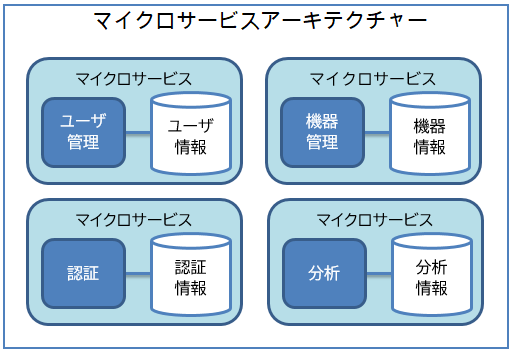 マイクロサービスアーキテクチャー
マイクロサービス
ユーザ
管理
ユーザ
情報
マイクロサービス
機器
管理
機器
情報
マイクロサービス
認証
認証
情報
マイクロサービス
分析
分析
情報